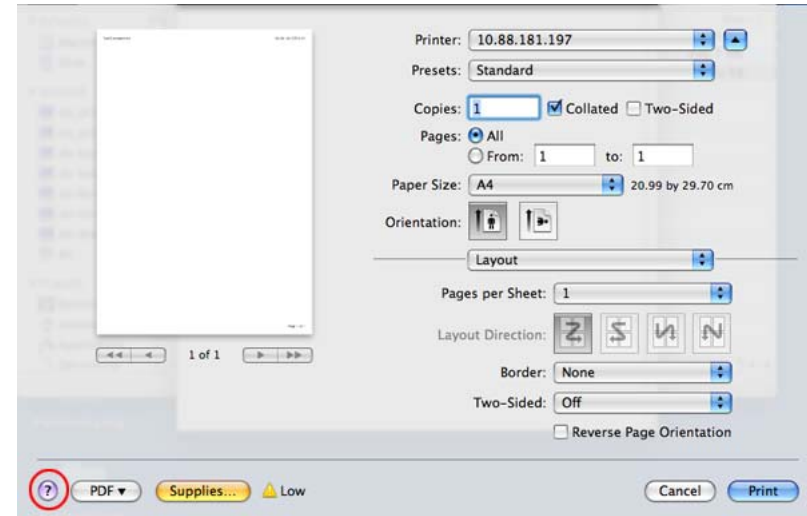 Printer: 10.88.181.197
Presets: Standard
Copies: 1 Collated Two-Sided
Pages: All
From: 1 to: 1
Paper Size: A4 20.99 by 29.70 cm
Orientation:
Layout
Pages per Sheet: 1
Layout Direction:
1 of 1
Border: None
Two-Sided: Off
Reverse Page Orientation
? PDF Supplies... Low Cancel Print